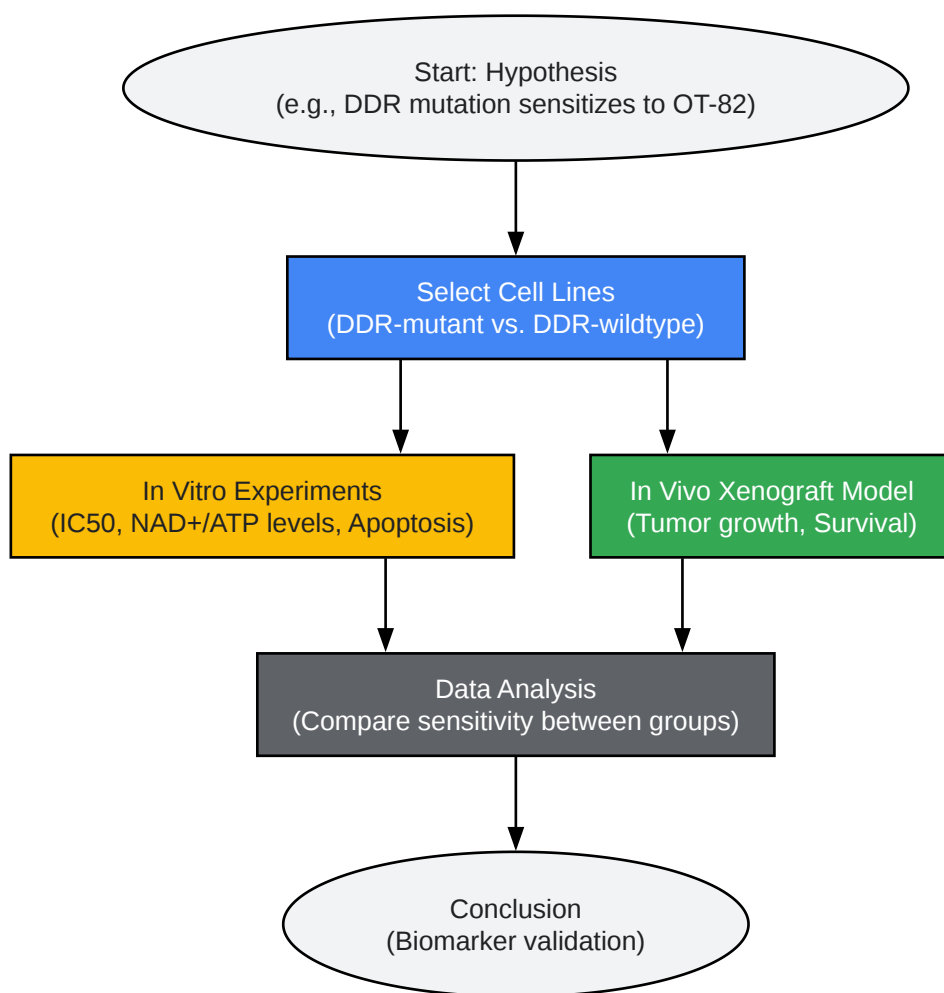 Start: Hypothesis
(e.g., DDR mutation sensitizes to OT-82)
Select Cell Lines
(DDR-mutant vs. DDR-wildtype)
In Vitro Experiments
(IC50, NAD+/ATP levels, Apoptosis)
In Vivo Xenograft Model
(Tumor growth, Survival)
Data Analysis
(Compare sensitivity between groups)
Conclusion
(Biomarker validation)